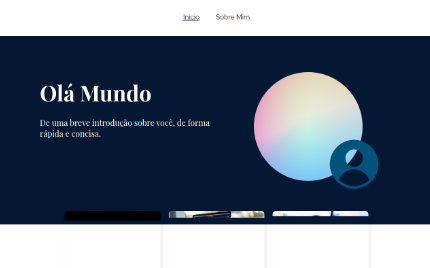 Início
Sobre Mim
Olá Mundo
De uma breve introdução sobre você, de forma
rápida e concisa.